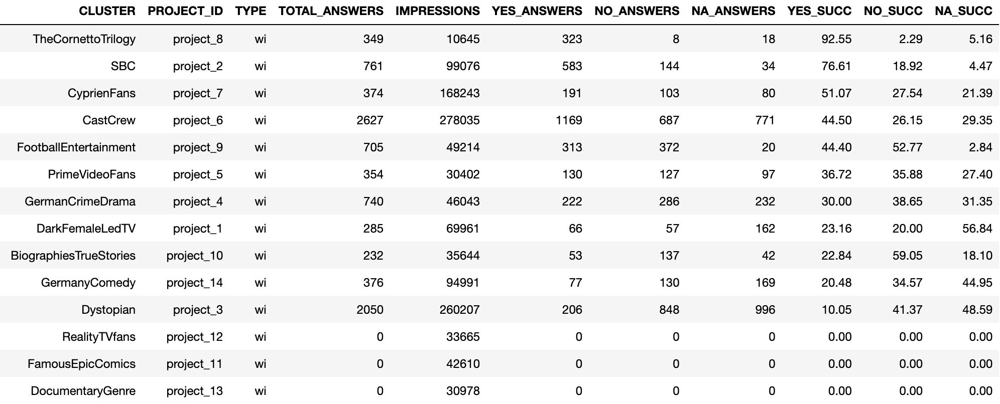 CLUSTER PROJECT_ID TYPE TOTAL_ANSWERS IMPRESSIONS YES_ANSWERS NO_ANSWERS NA_ANSWERS YES_SUCC NO_SUCC NA_SUCC
TheCornettoTrilogy project_8 wi 349 10645 323 8 18 92.55 2.29 5.16
SBC project_2 wi 761 99076 583 144 34 76.61 18.92 4.47
CyprienFans project_7 wi 374 168243 191 103 80 51.07 27.54 21.39
CastCrew project_6 wi 2627 278035 1169 687 771 44.50 26.15 29.35
FootballEntertainment project_9 wi 705 49214 313 372 20 44.40 52.77 2.84
PrimeVideoFans project_5 wi 354 30402 130 127 97 36.72 35.88 27.40
GermanCrimeDrama project_4 wi 740 46043 222 286 232 30.00 38.65 31.35
DarkFemaleLedTV project_1 wi 285 69961 66 57 162 23.16 20.00 56.84
BiographiesTrueStories project_10 wi 232 35644 53 137 42 22.84 59.05 18.10
GermanyComedy project_14 wi 376 94991 77 130 169 20.48 34.57 44.95
Dystopian project_3 wi 2050 260207 206 848 996 10.05 41.37 48.59
RealityTVfans project_12 wi 0 33665 0 0 0 0.00 0.00 0.00
FamousEpicComics project_11 wi 0 42610 0 0 0 0.00 0.00 0.00
DocumentaryGenre project_13 wi 0 30978 0 0 0 0.00 0.00 0.00